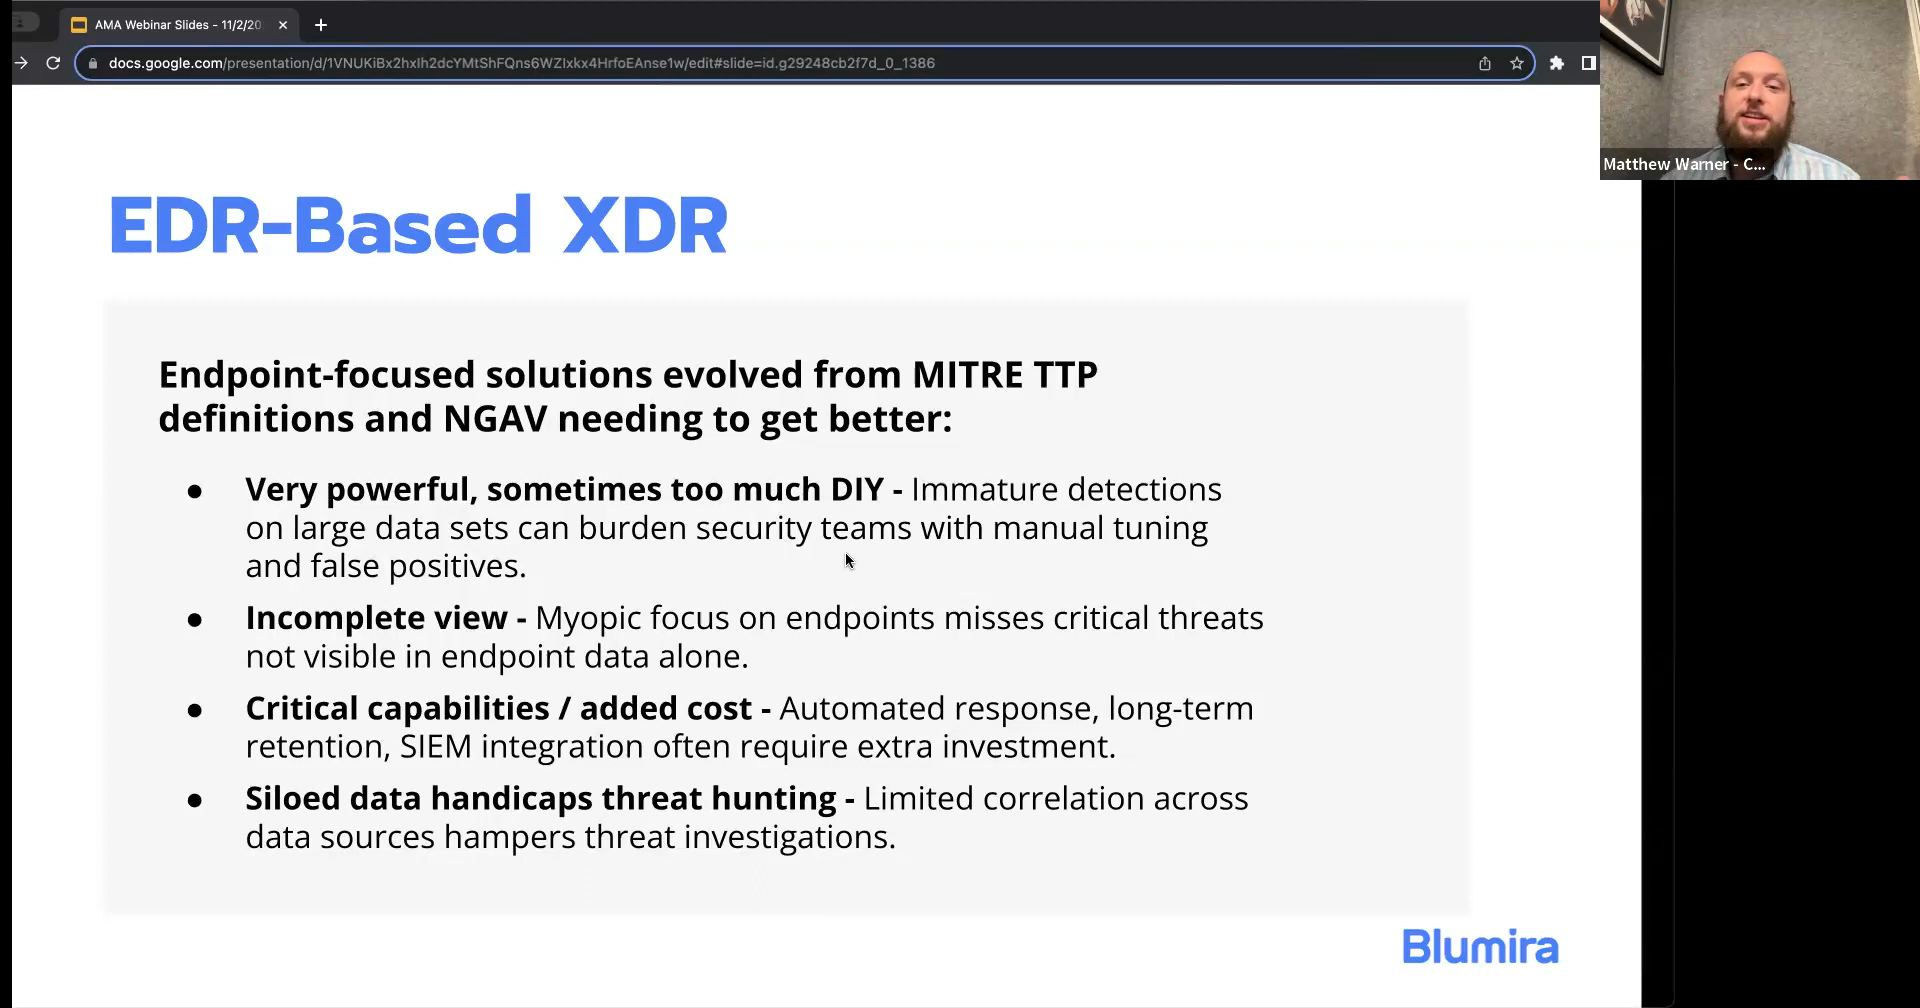 AMA Webinar Slides - 11/2/20
docs.google.com/presentation/d/1VNUKiBx2hxIh2dcYMtShFQns6WZIxkx4HrfoEAnse1w/edit#slide=id.g29248cb2f7d_0_1386
Matthew Warner - C...
EDR-Based XDR
Endpoint-focused solutions evolved from MITRE TTP
definitions and NGAV needing to get better:
● Very powerful, sometimes too much DIY - Immature detections
on large data sets can burden security teams with manual tuning
and false positives.
● Incomplete view - Myopic focus on endpoints misses critical threats
not visible in endpoint data alone.
● Critical capabilities / added cost - Automated response, long-term
retention, SIEM integration often require extra investment.
● Siloed data handicaps threat hunting - Limited correlation across
data sources hampers threat investigations.
Blumira